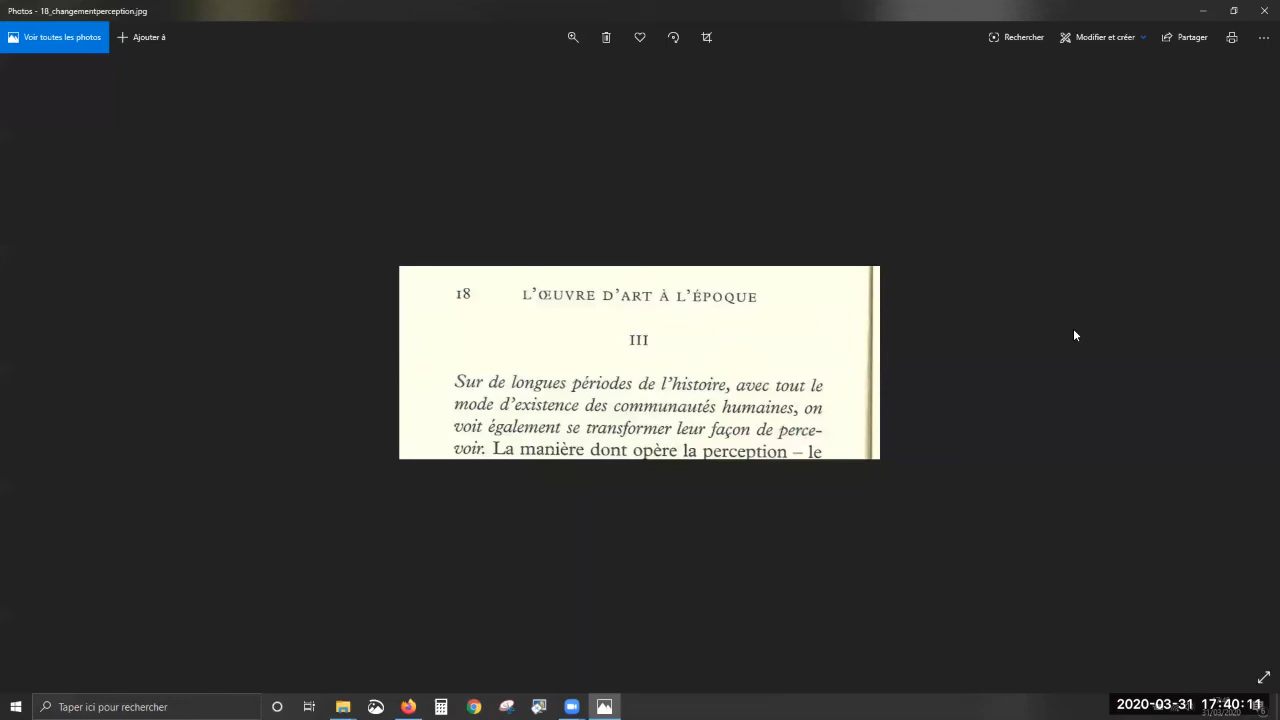 Photos - 18_changementperception.jpg
Voir toutes les photos
Ajouter à
Rechercher
Modifier et créer
Partager
18 L'ŒUVRE D'ART À L'ÉPOQUE
III
Sur de longues périodes de l'histoire, avec tout le
mode d'existence des communautés humaines, on
voit également se transformer leur façon de perce-
voir. La manière dont opère la perception – le
Taper ici pour rechercher
2020-03-31 17:40:11
31/03/2020